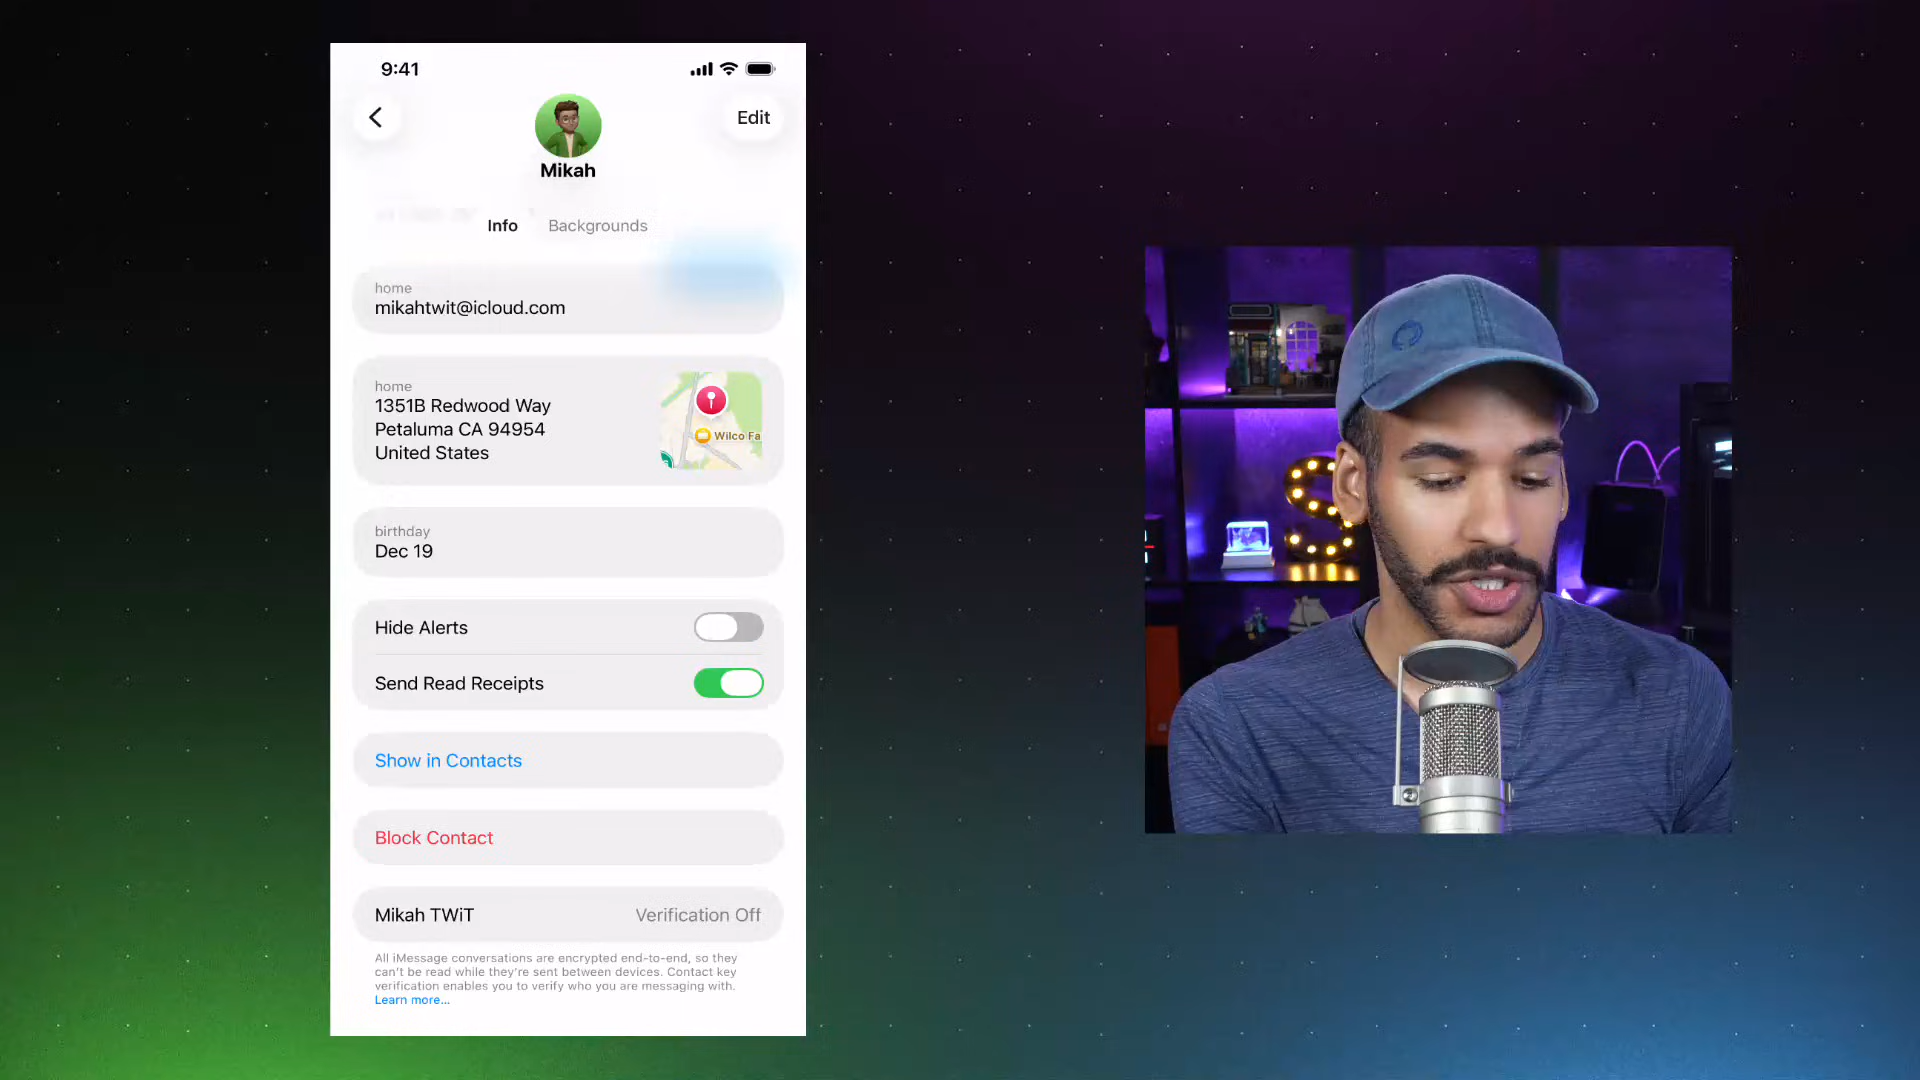 9:41
Edit
Mikah
Info Backgrounds
home
mikahtwit@icloud.com
home
1351B Redwood Way
Petaluma CA 94954
United States
Wilco Fa
birthday
Dec 19
Hide Alerts
Send Read Receipts
Show in Contacts
Block Contact
Mikah TWiT Verification Off
All iMessage conversations are encrypted end-to-end, so they
can't be read while they're sent between devices. Contact key
verification enables you to verify who you are messaging with.
Learn more...
S